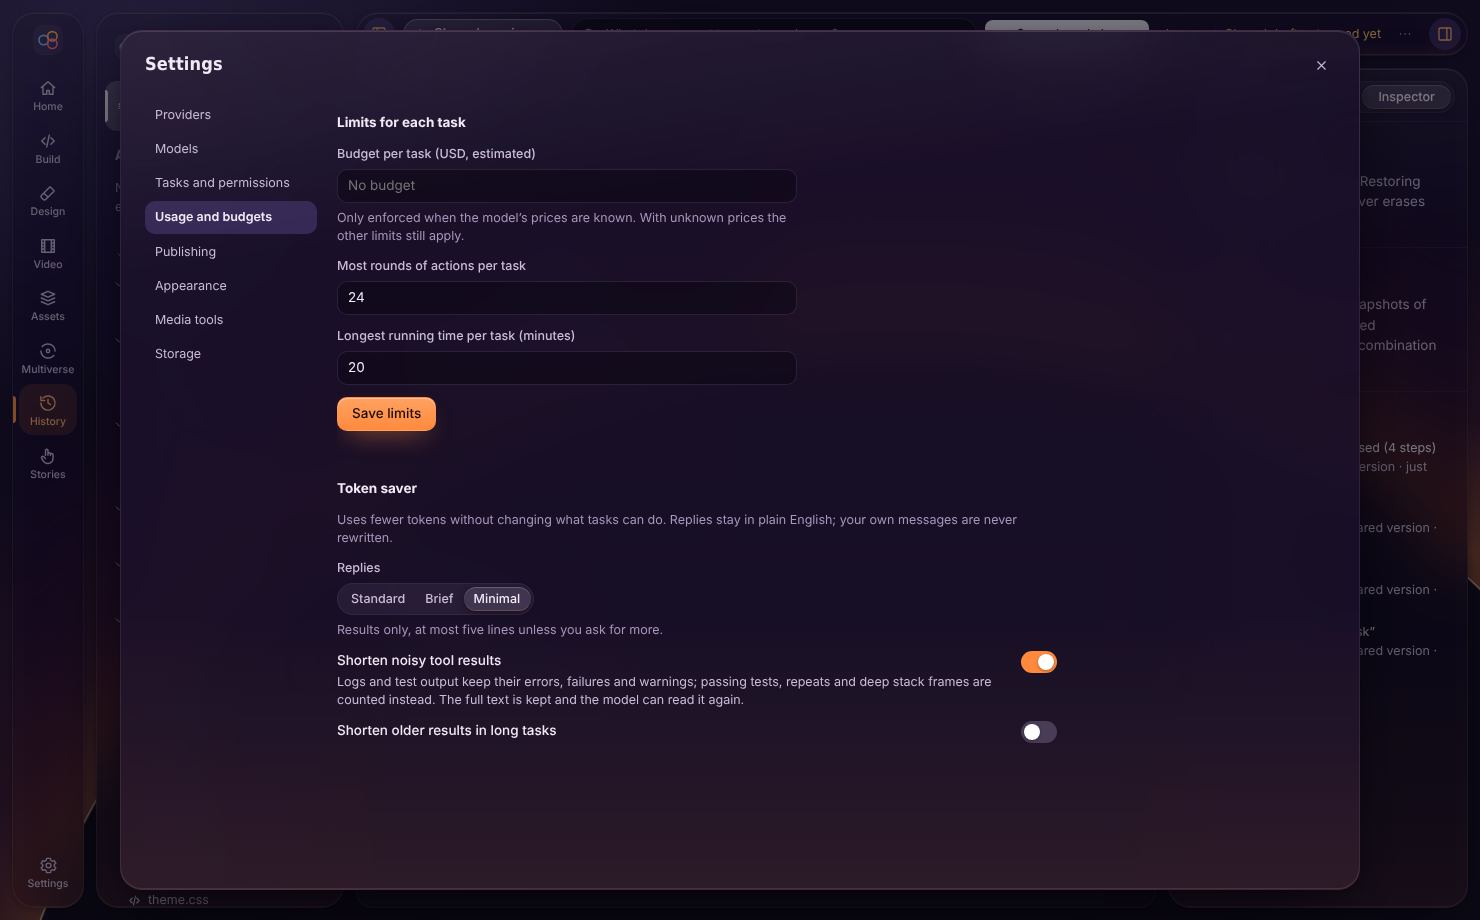 Settings
Home
Build
Design
Video
Assets
Multiverse
History
Stories
Settings
Providers
Models
Tasks and permissions
Usage and budgets
Publishing
Appearance
Media tools
Storage
Limits for each task
Budget per task (USD, estimated)
No budget
Only enforced when the model’s prices are known. With unknown prices the
other limits still apply.
Most rounds of actions per task
24
Longest running time per task (minutes)
20
Save limits
Token saver
Uses fewer tokens without changing what tasks can do. Replies stay in plain English; your own messages are never
rewritten.
Replies
Standard Brief Minimal
Results only, at most five lines unless you ask for more.
Shorten noisy tool results
Logs and test output keep their errors, failures and warnings; passing tests, repeats and deep stack frames are
counted instead. The full text is kept and the model can read it again.
Shorten older results in long tasks
yet
Inspector
Restoring
erases
of
combination
(4 steps)
just
version ·
version ·
version ·
theme.css